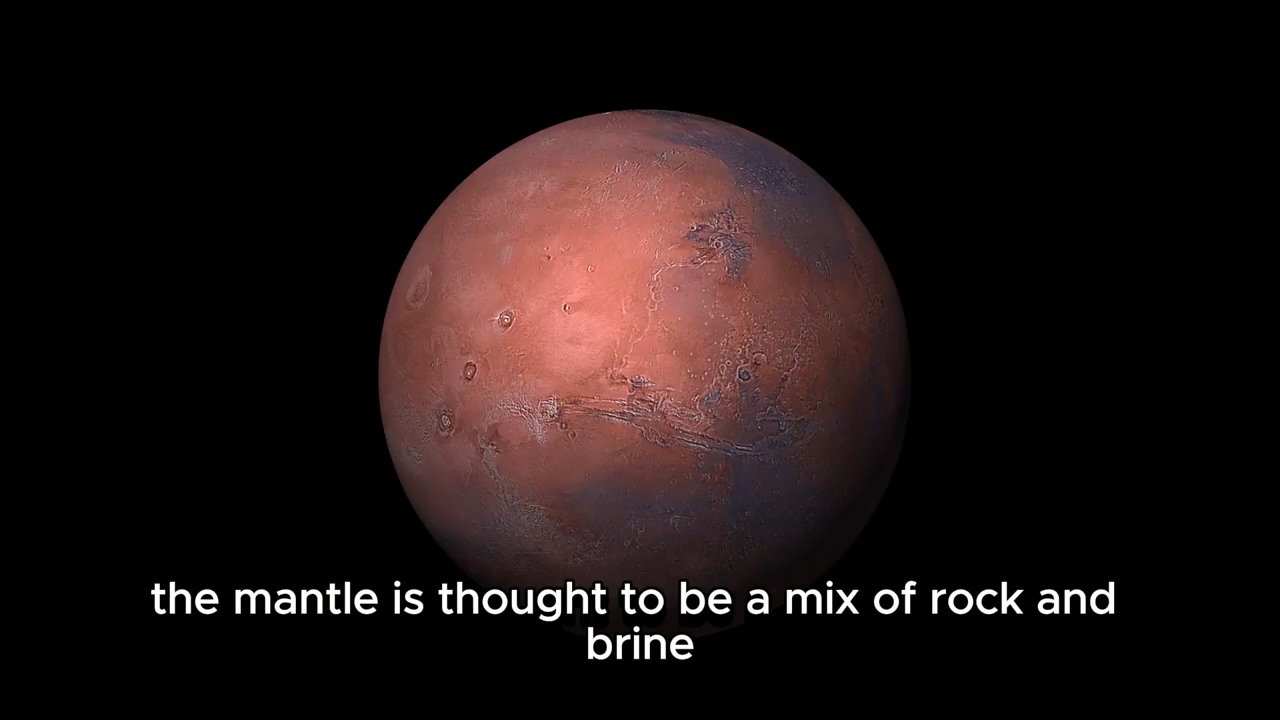 the mantle is thought to be a mix of rock and
brine